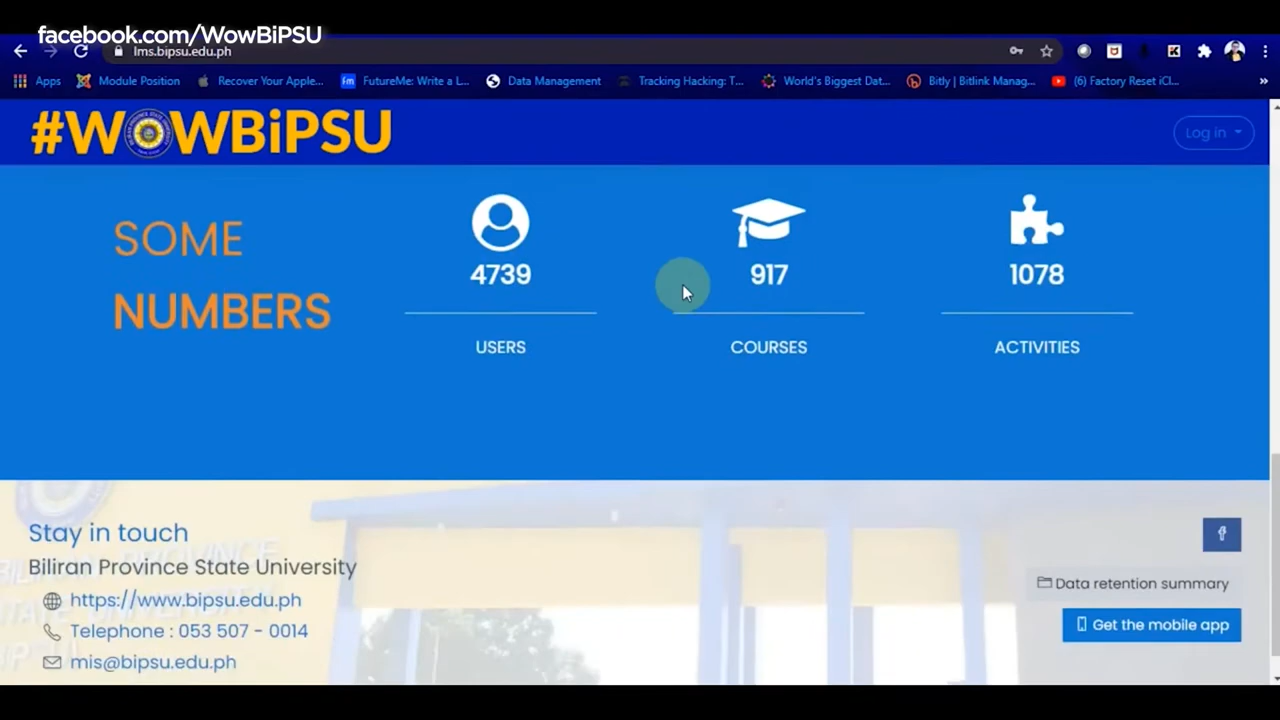 facebook.com/WowBiPSU
lms.bipsu.edu.ph
Apps Module Position Recover Your Apple... fm FutureMe: Write a L... Data Management Tracking Hacking: T... World's Biggest Dat... Bitly | Bitlink Manag... (6) Factory Reset iCl... »
#WOWBiPSU
Log in
SOME
NUMBERS
4739
917
1078
USERS
COURSES
ACTIVITIES
Stay in touch
Biliran Province State University
https://www.bipsu.edu.ph
Telephone : 053 507 - 0014
mis@bipsu.edu.ph
Data retention summary
Get the mobile app